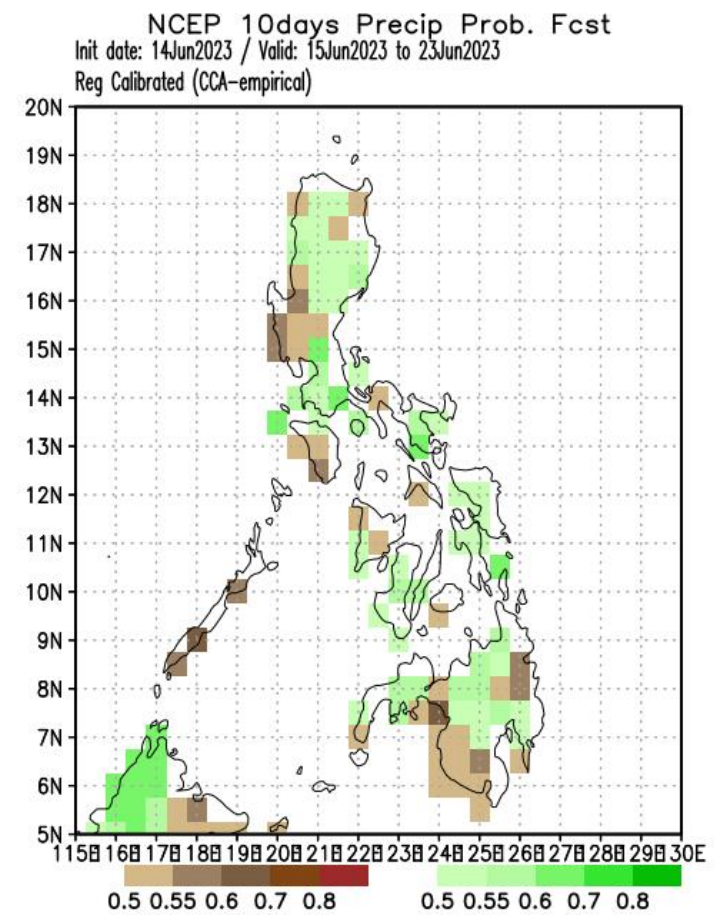 NCEP 10days Precip Prob. Fcst
Init date: 14Jun2023 / Valid: 15Jun2023 to 23Jun2023
Reg Calibrated (CCA-empirical)
20N
19N
18N
17N
16N
15N
14N
13N
12N
11N
10N
9N
8N
7N
6N
5N
0.5 0.55 0.6 0.7 0.8 0.5 0.55 0.6 0.7 0.8